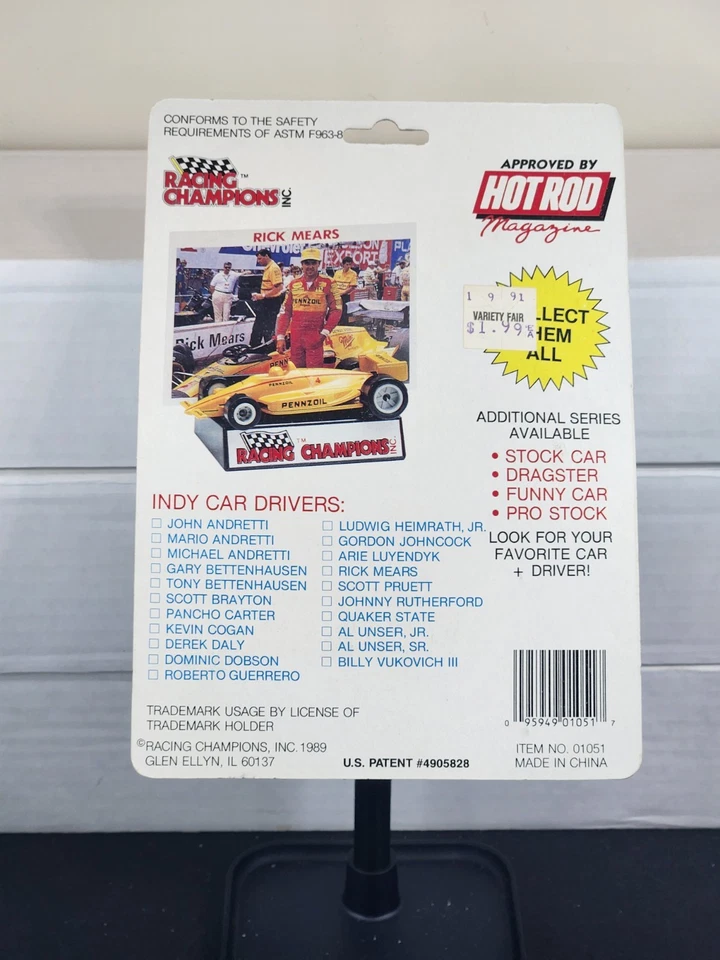 CONFORMS TO THE SAFETY
REQUIREMENTS OF ASTM F963-8
RACING
CHAMPIONS INC. ™
APPROVED BY
HOT ROD
Magazine
RICK MEARS
PENNZOIL
Rick Mears
PENNZOIL
PENNZOIL
4
RACING CHAMPIONS INC. ™
1 9 91
VARIETY FAIR
$1.99 EA
LLECT
HEM
ALL
ADDITIONAL SERIES
AVAILABLE
• STOCK CAR
• DRAGSTER
• FUNNY CAR
• PRO STOCK
LOOK FOR YOUR
FAVORITE CAR
+ DRIVER!
INDY CAR DRIVERS:
☐ JOHN ANDRETTI
☐ MARIO ANDRETTI
☐ MICHAEL ANDRETTI
☐ GARY BETTENHAUSEN
☐ TONY BETTENHAUSEN
☐ SCOTT BRAYTON
☐ PANCHO CARTER
☐ KEVIN COGAN
☐ DEREK DALY
☐ DOMINIC DOBSON
☐ ROBERTO GUERRERO
☐ LUDWIG HEIMRATH, JR.
☐ GORDON JOHNCOCK
☐ ARIE LUYENDYK
☐ RICK MEARS
☐ SCOTT PRUETT
☐ JOHNNY RUTHERFORD
☐ QUAKER STATE
☐ AL UNSER, JR.
☐ AL UNSER, SR.
☐ BILLY VUKOVICH III
TRADEMARK USAGE BY LICENSE OF
TRADEMARK HOLDER
©RACING CHAMPIONS, INC. 1989
GLEN ELLYN, IL 60137
U.S. PATENT #4905828
0 95949 01051 7
ITEM NO. 01051
MADE IN CHINA